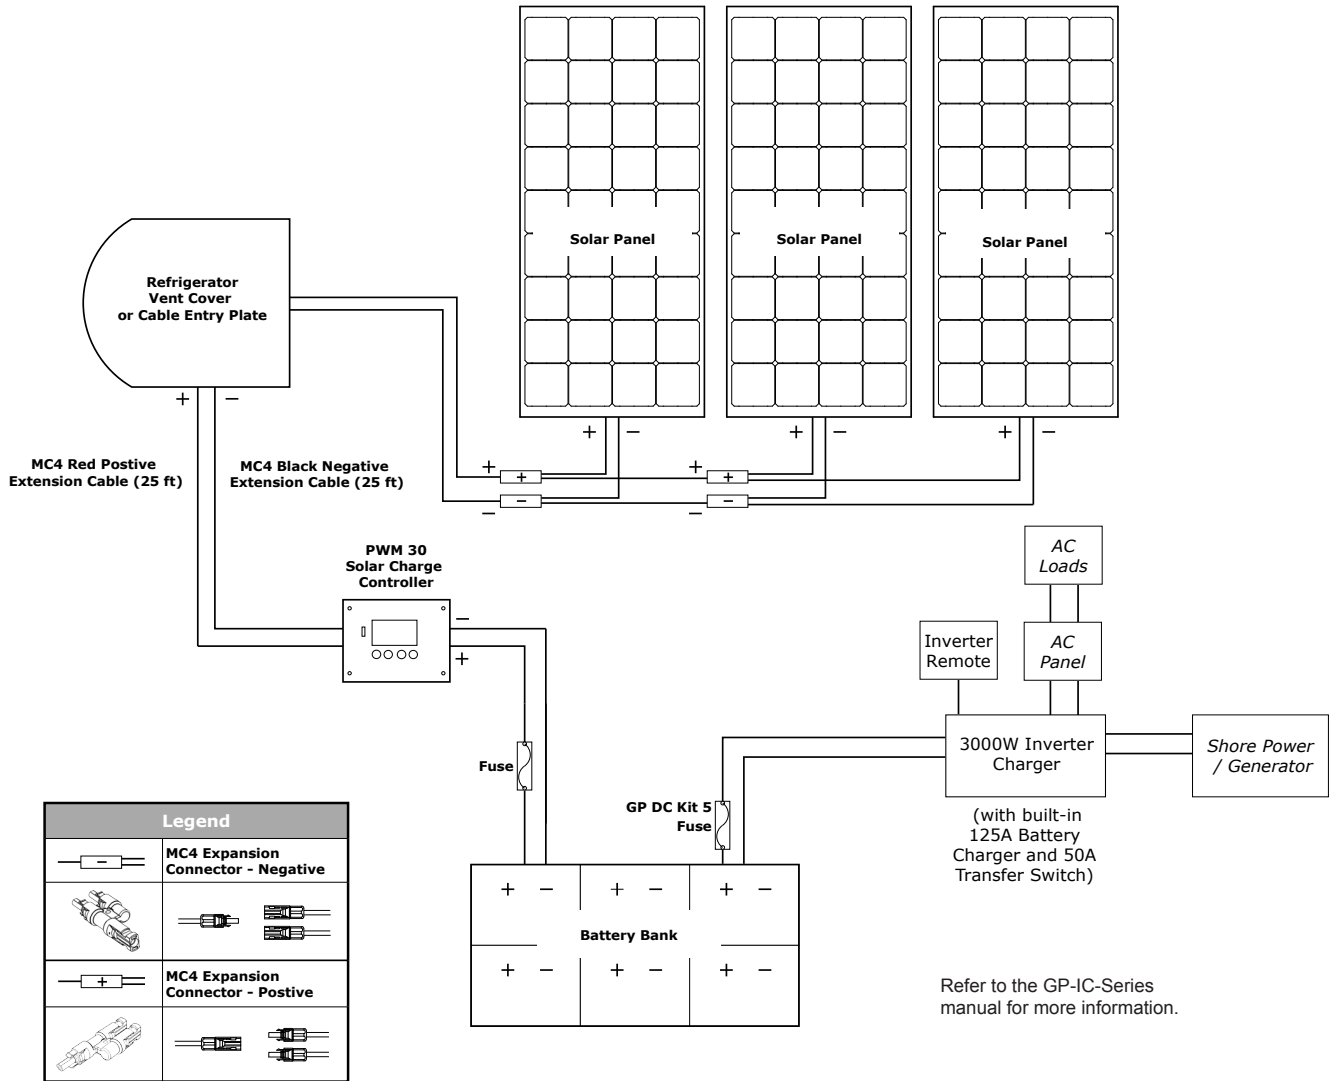 Solar Panel
Solar Panel
Solar Panel
Refrigerator
Vent Cover
or Cable Entry Plate
+ −
+ −
+ −
+ −
MC4 Red Postive
Extension Cable (25 ft)
MC4 Black Negative
Extension Cable (25 ft)
+
+
+
+
−
−
−
−
PWM 30
Solar Charge
Controller
−
+
AC
Loads
Inverter
Remote
AC
Panel
3000W Inverter
Charger
Shore Power
/ Generator
(with built-in
125A Battery
Charger and 50A
Transfer Switch)
Fuse
GP DC Kit 5
Fuse
+ − + − + −
Battery Bank
+ − + − + −
Legend
−
MC4 Expansion
Connector - Negative
+
MC4 Expansion
Connector - Postive
Refer to the GP-IC-Series
manual for more information.